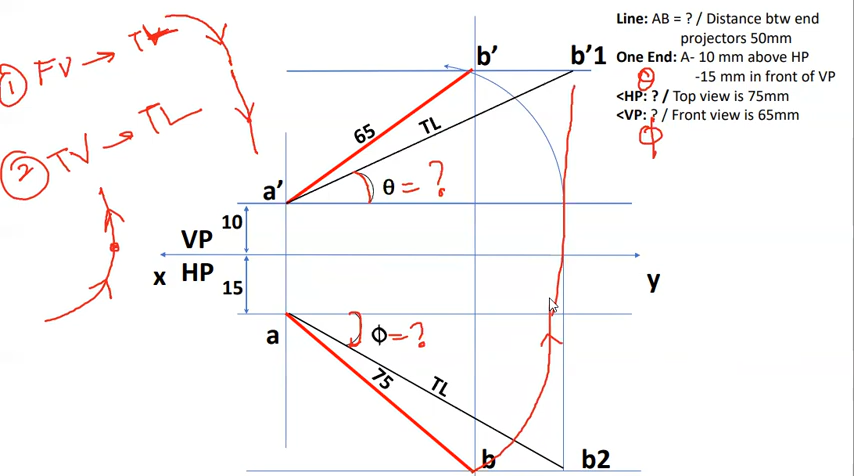 Line: AB = ? / Distance btw end
projectors 50mm
One End: A- 10 mm above HP
-15 mm in front of VP
θ
<HP: ? / Top view is 75mm
<VP: ? / Front view is 65mm
ϕ
① FV → TL
② TV → TL
b' b'1
65 TL
a' θ = ?
10
VP
x HP y
15
a ϕ = ?
75 TL
b b2